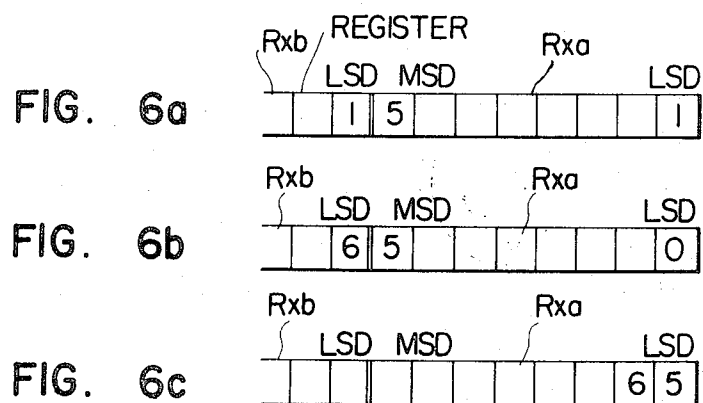 Rxb REGISTER Rxa
LSD MSD LSD
FIG. 6a 1 5 1
Rxb Rxa
LSD MSD LSD
FIG. 6b 6 5 0
Rxb Rxa
LSD MSD LSD
FIG. 6c 6 5